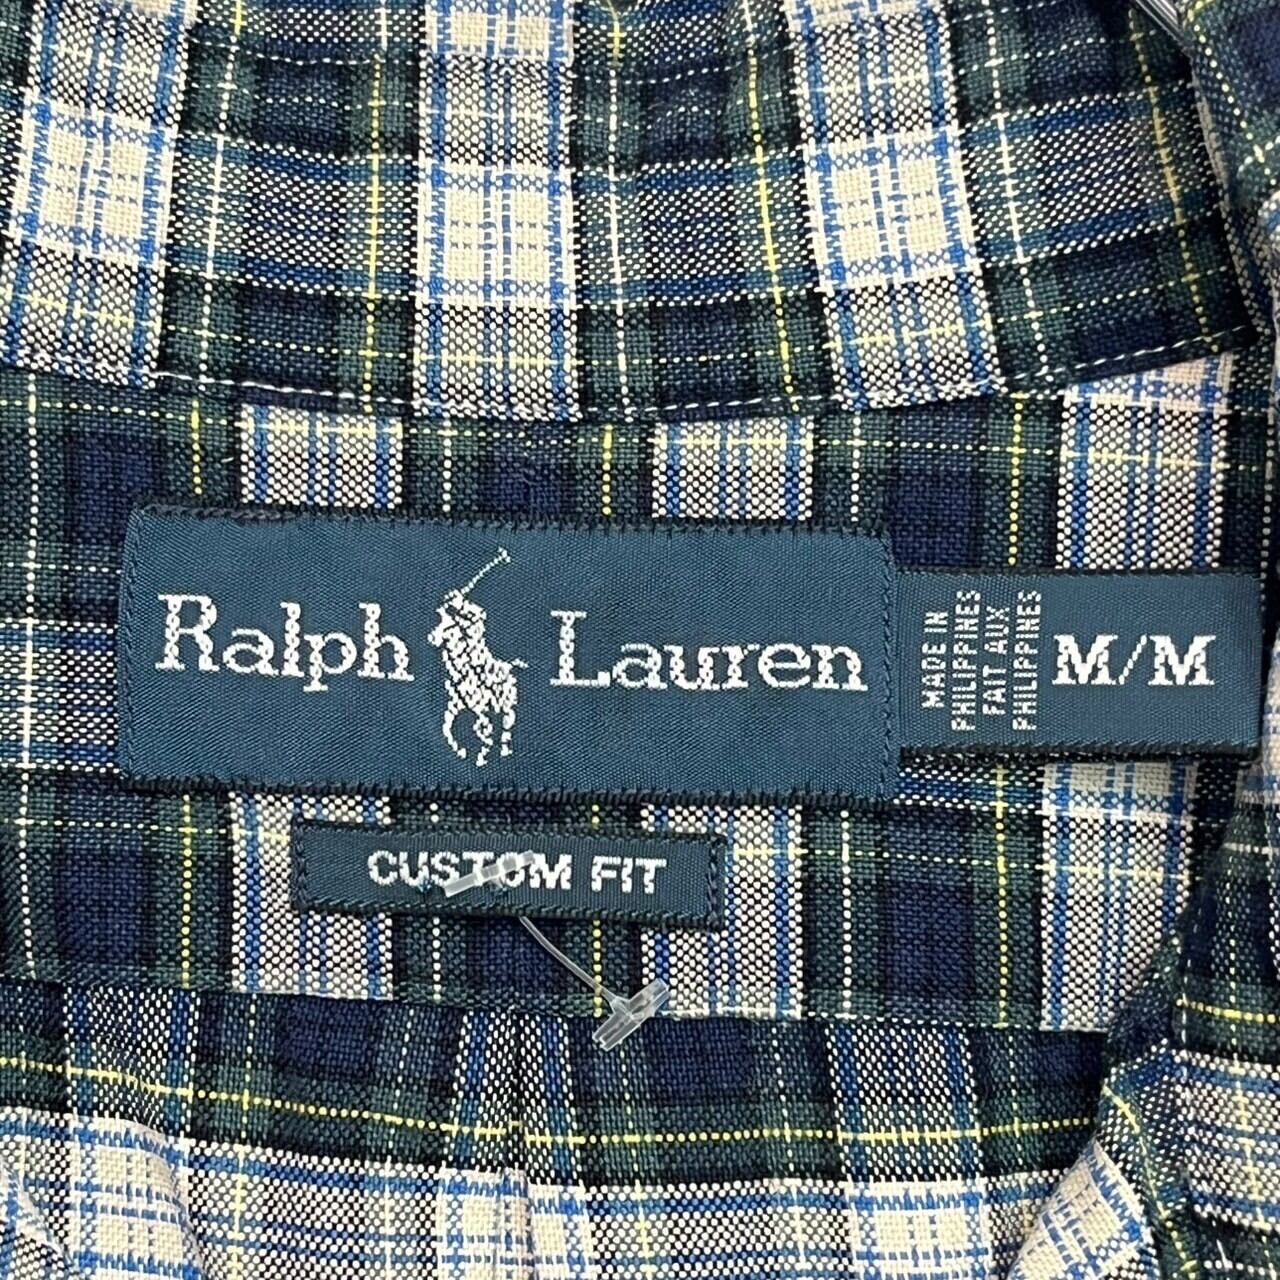 Ralph Lauren
MADE IN
PHILIPPINES
FAIT AUX
PHILIPPINES
M/M
CUSTOM FIT